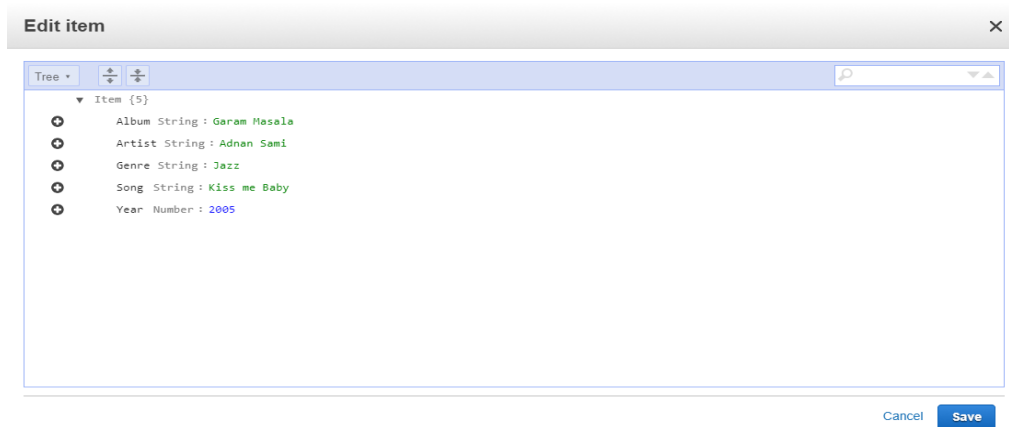 Edit item
Tree
Item {5}
Album String : Garam Masala
Artist String : Adnan Sami
Genre String : Jazz
Song String : Kiss me Baby
Year Number : 2005
Cancel Save